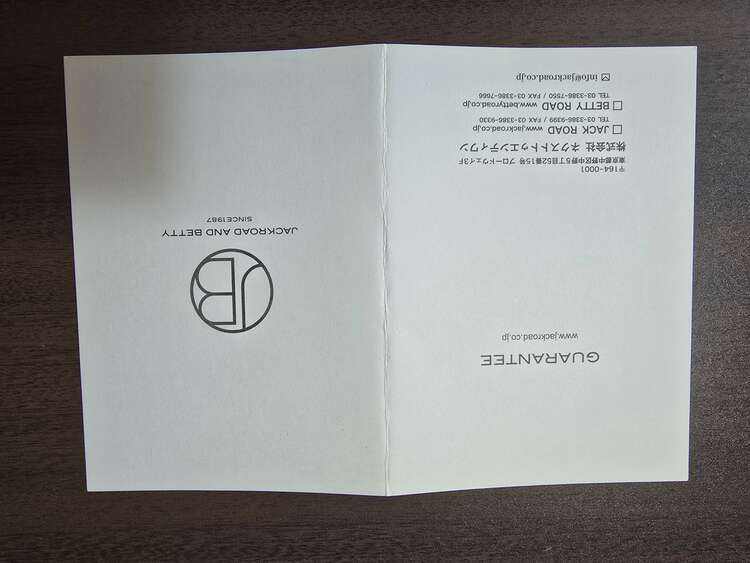 GUARANTEE
www.jackroad.co.jp
〒164-0001
東京都中野区中野5丁目52番15号 ブロードウェイ3F
株式会社 ネクストトゥエンティワン
□ JACK ROAD www.jackroad.co.jp
TEL 03-3386-9399 / FAX 03-3386-9330
□ BETTY ROAD www.bettyroad.co.jp
TEL 03-3386-7550 / FAX 03-3386-7666
✉ info@jackroad.co.jp
JB
JACKROAD AND BETTY
SINCE1987